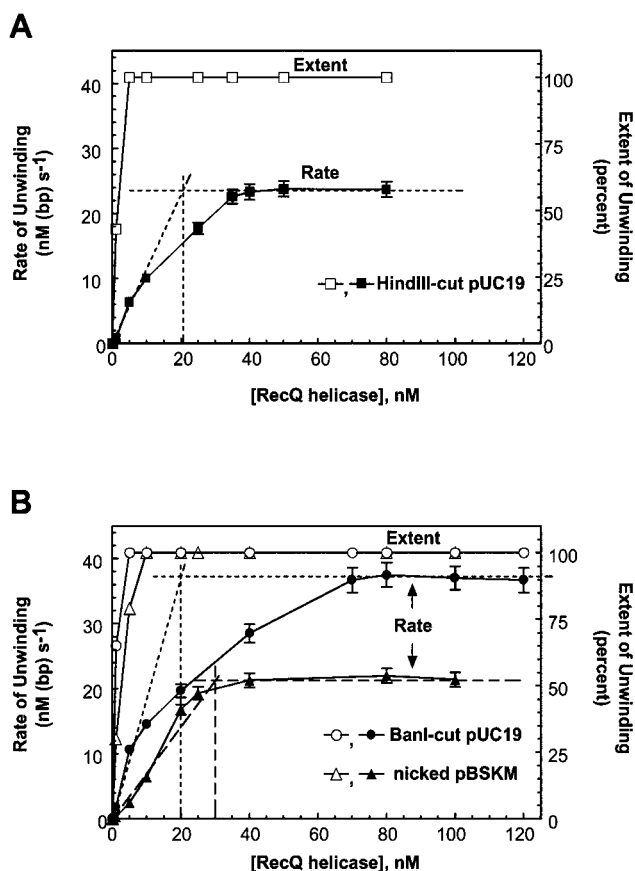 A
Rate of Unwinding
(nM (bp) s-1)
40
30
20
10
0
Extent
Rate
HindIII-cut pUC19
100
75
50
25
0
Extent of Unwinding
(percent)
0 20 40 60 80 100 120
[RecQ helicase], nM
B
Rate of Unwinding
(nM (bp) s-1)
40
30
20
10
0
Extent
Rate
BanI-cut pUC19
nicked pBSKM
100
75
50
25
0
Extent of Unwinding
(percent)
0 20 40 60 80 100 120
[RecQ helicase], nM